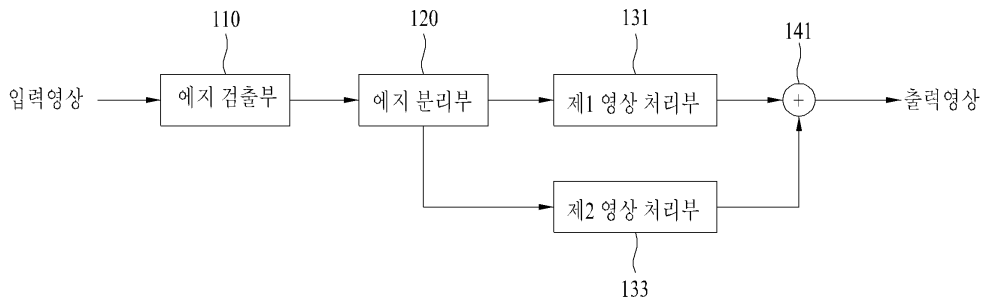 110
120
131
141
입력영상
에지 검출부
에지 분리부
제1 영상 처리부
+
출력영상
제2 영상 처리부
133